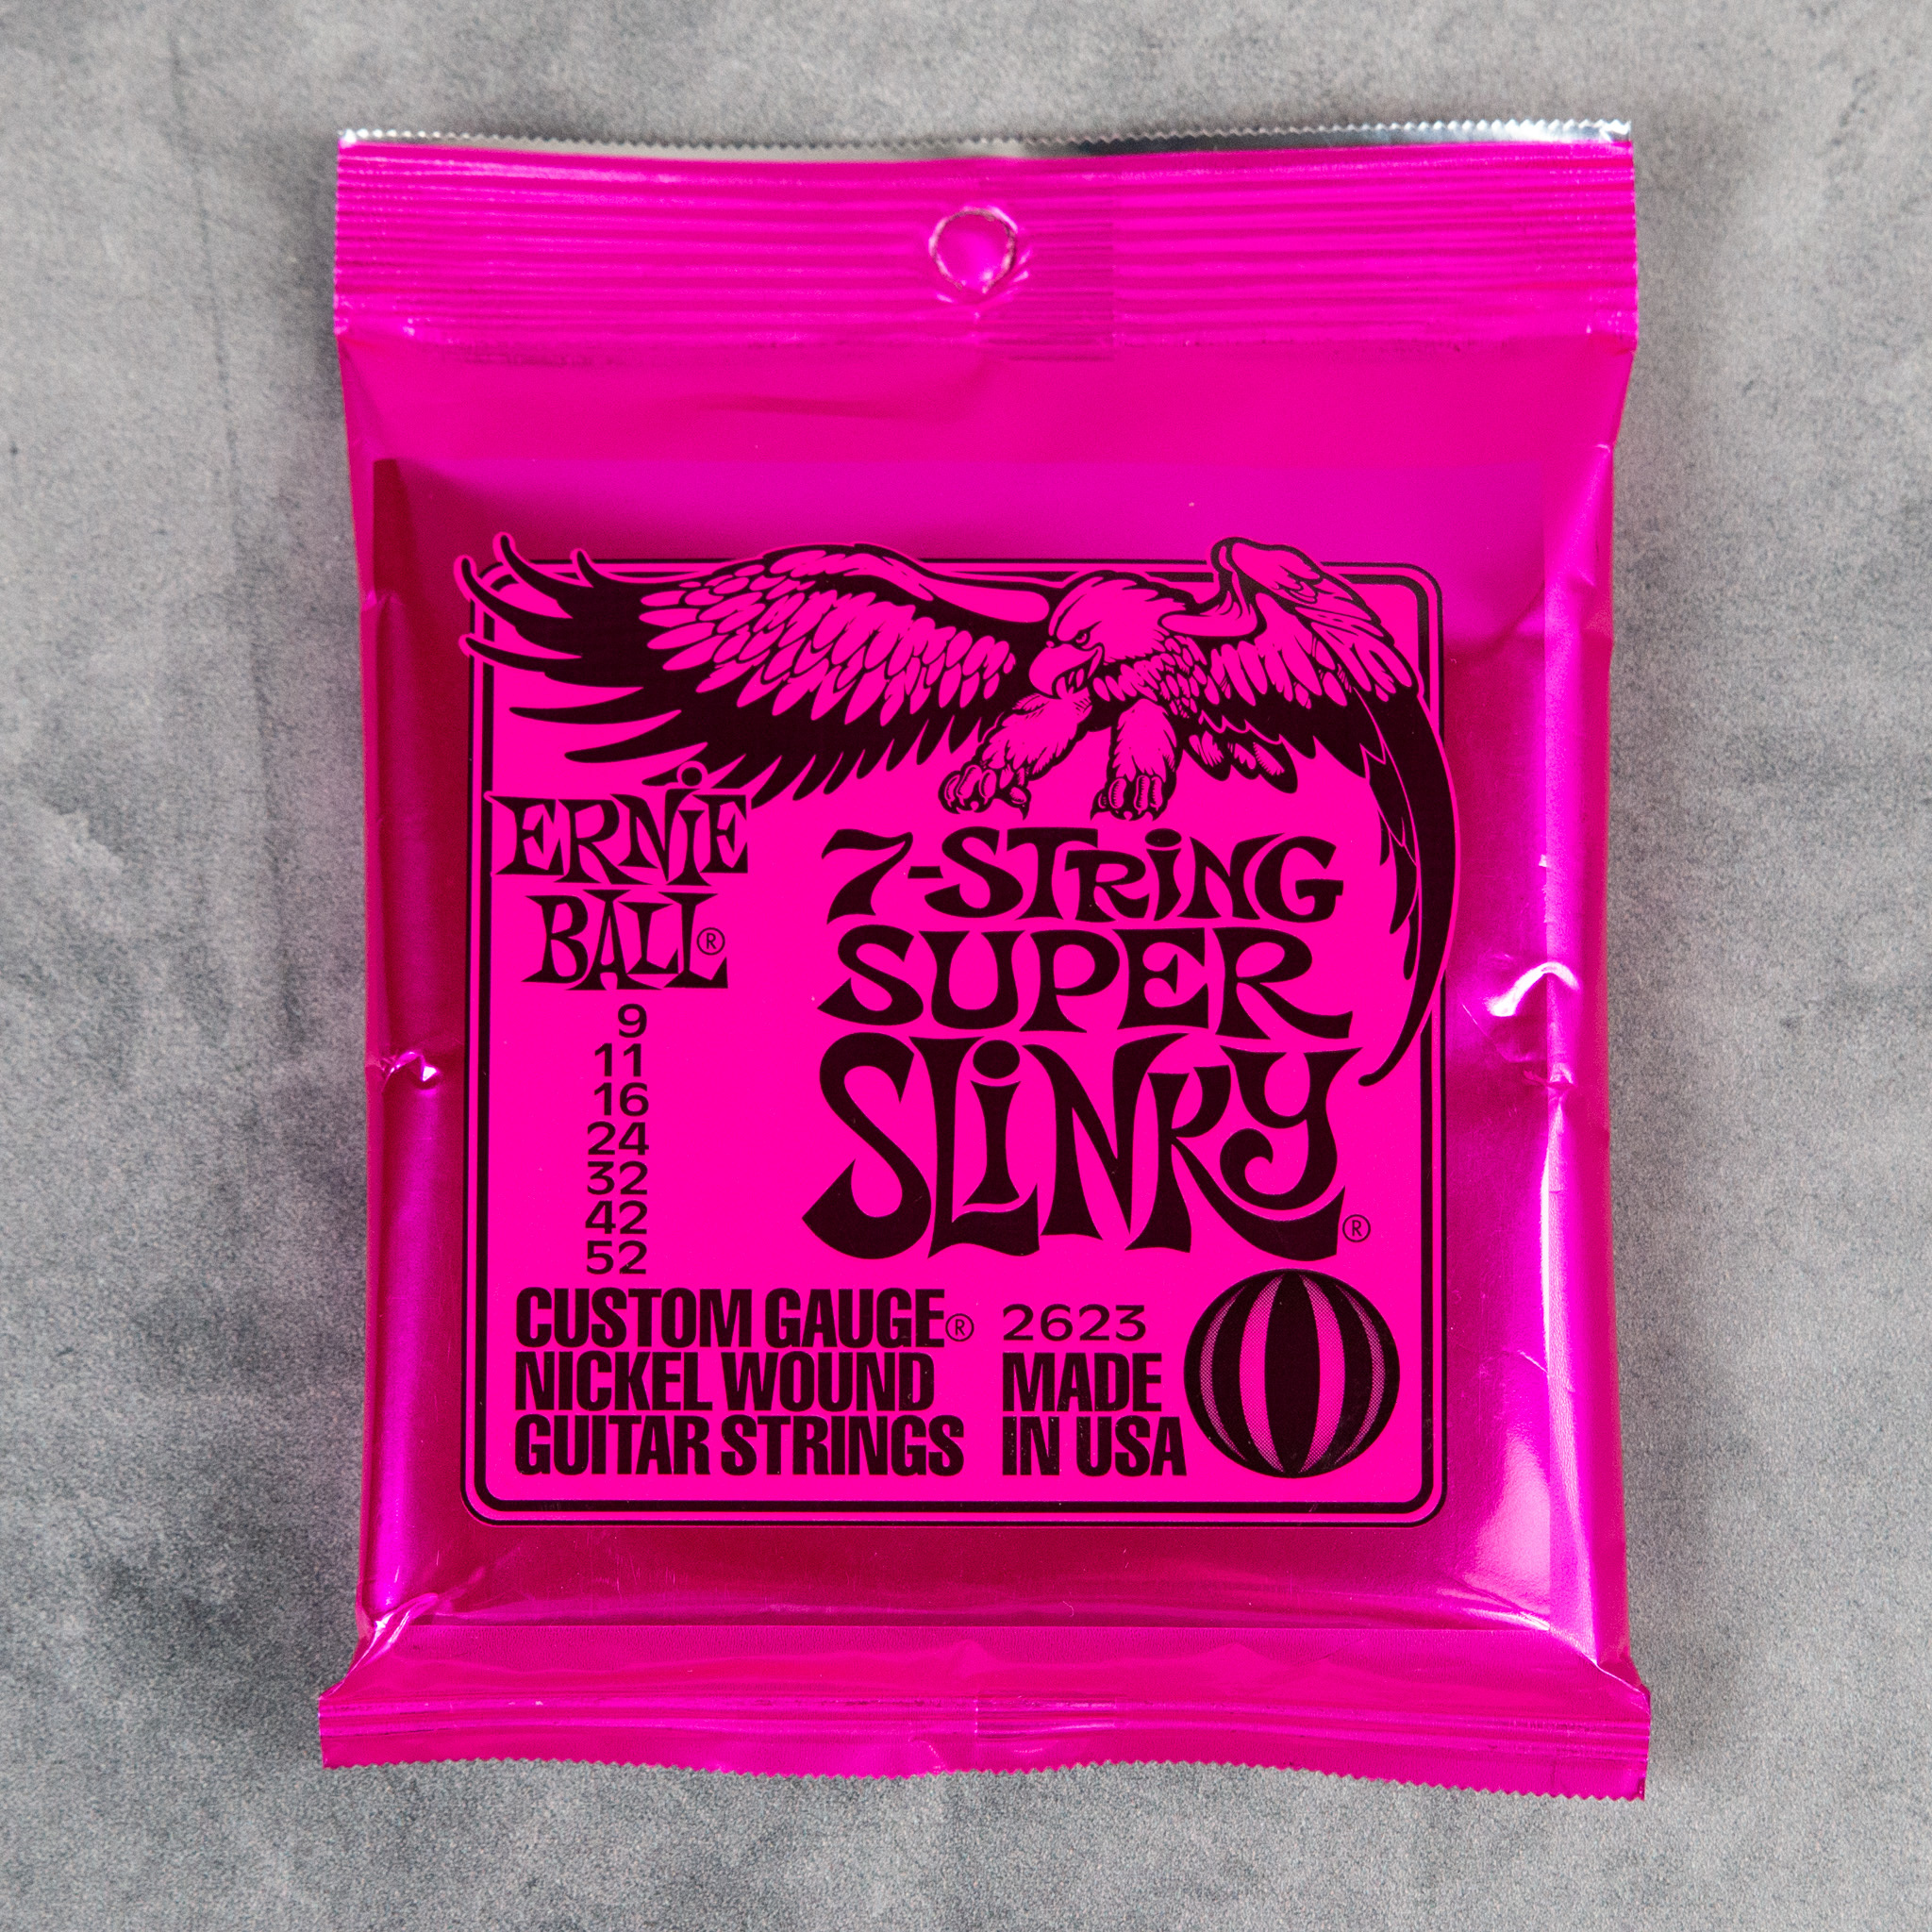 ERNiE
BALL®
9
11
16
24
32
42
52
7-STRiNG
SUPER
SLiNKY®
CUSTOM GAUGE®
NICKEL WOUND
GUITAR STRINGS
2623
MADE
IN USA